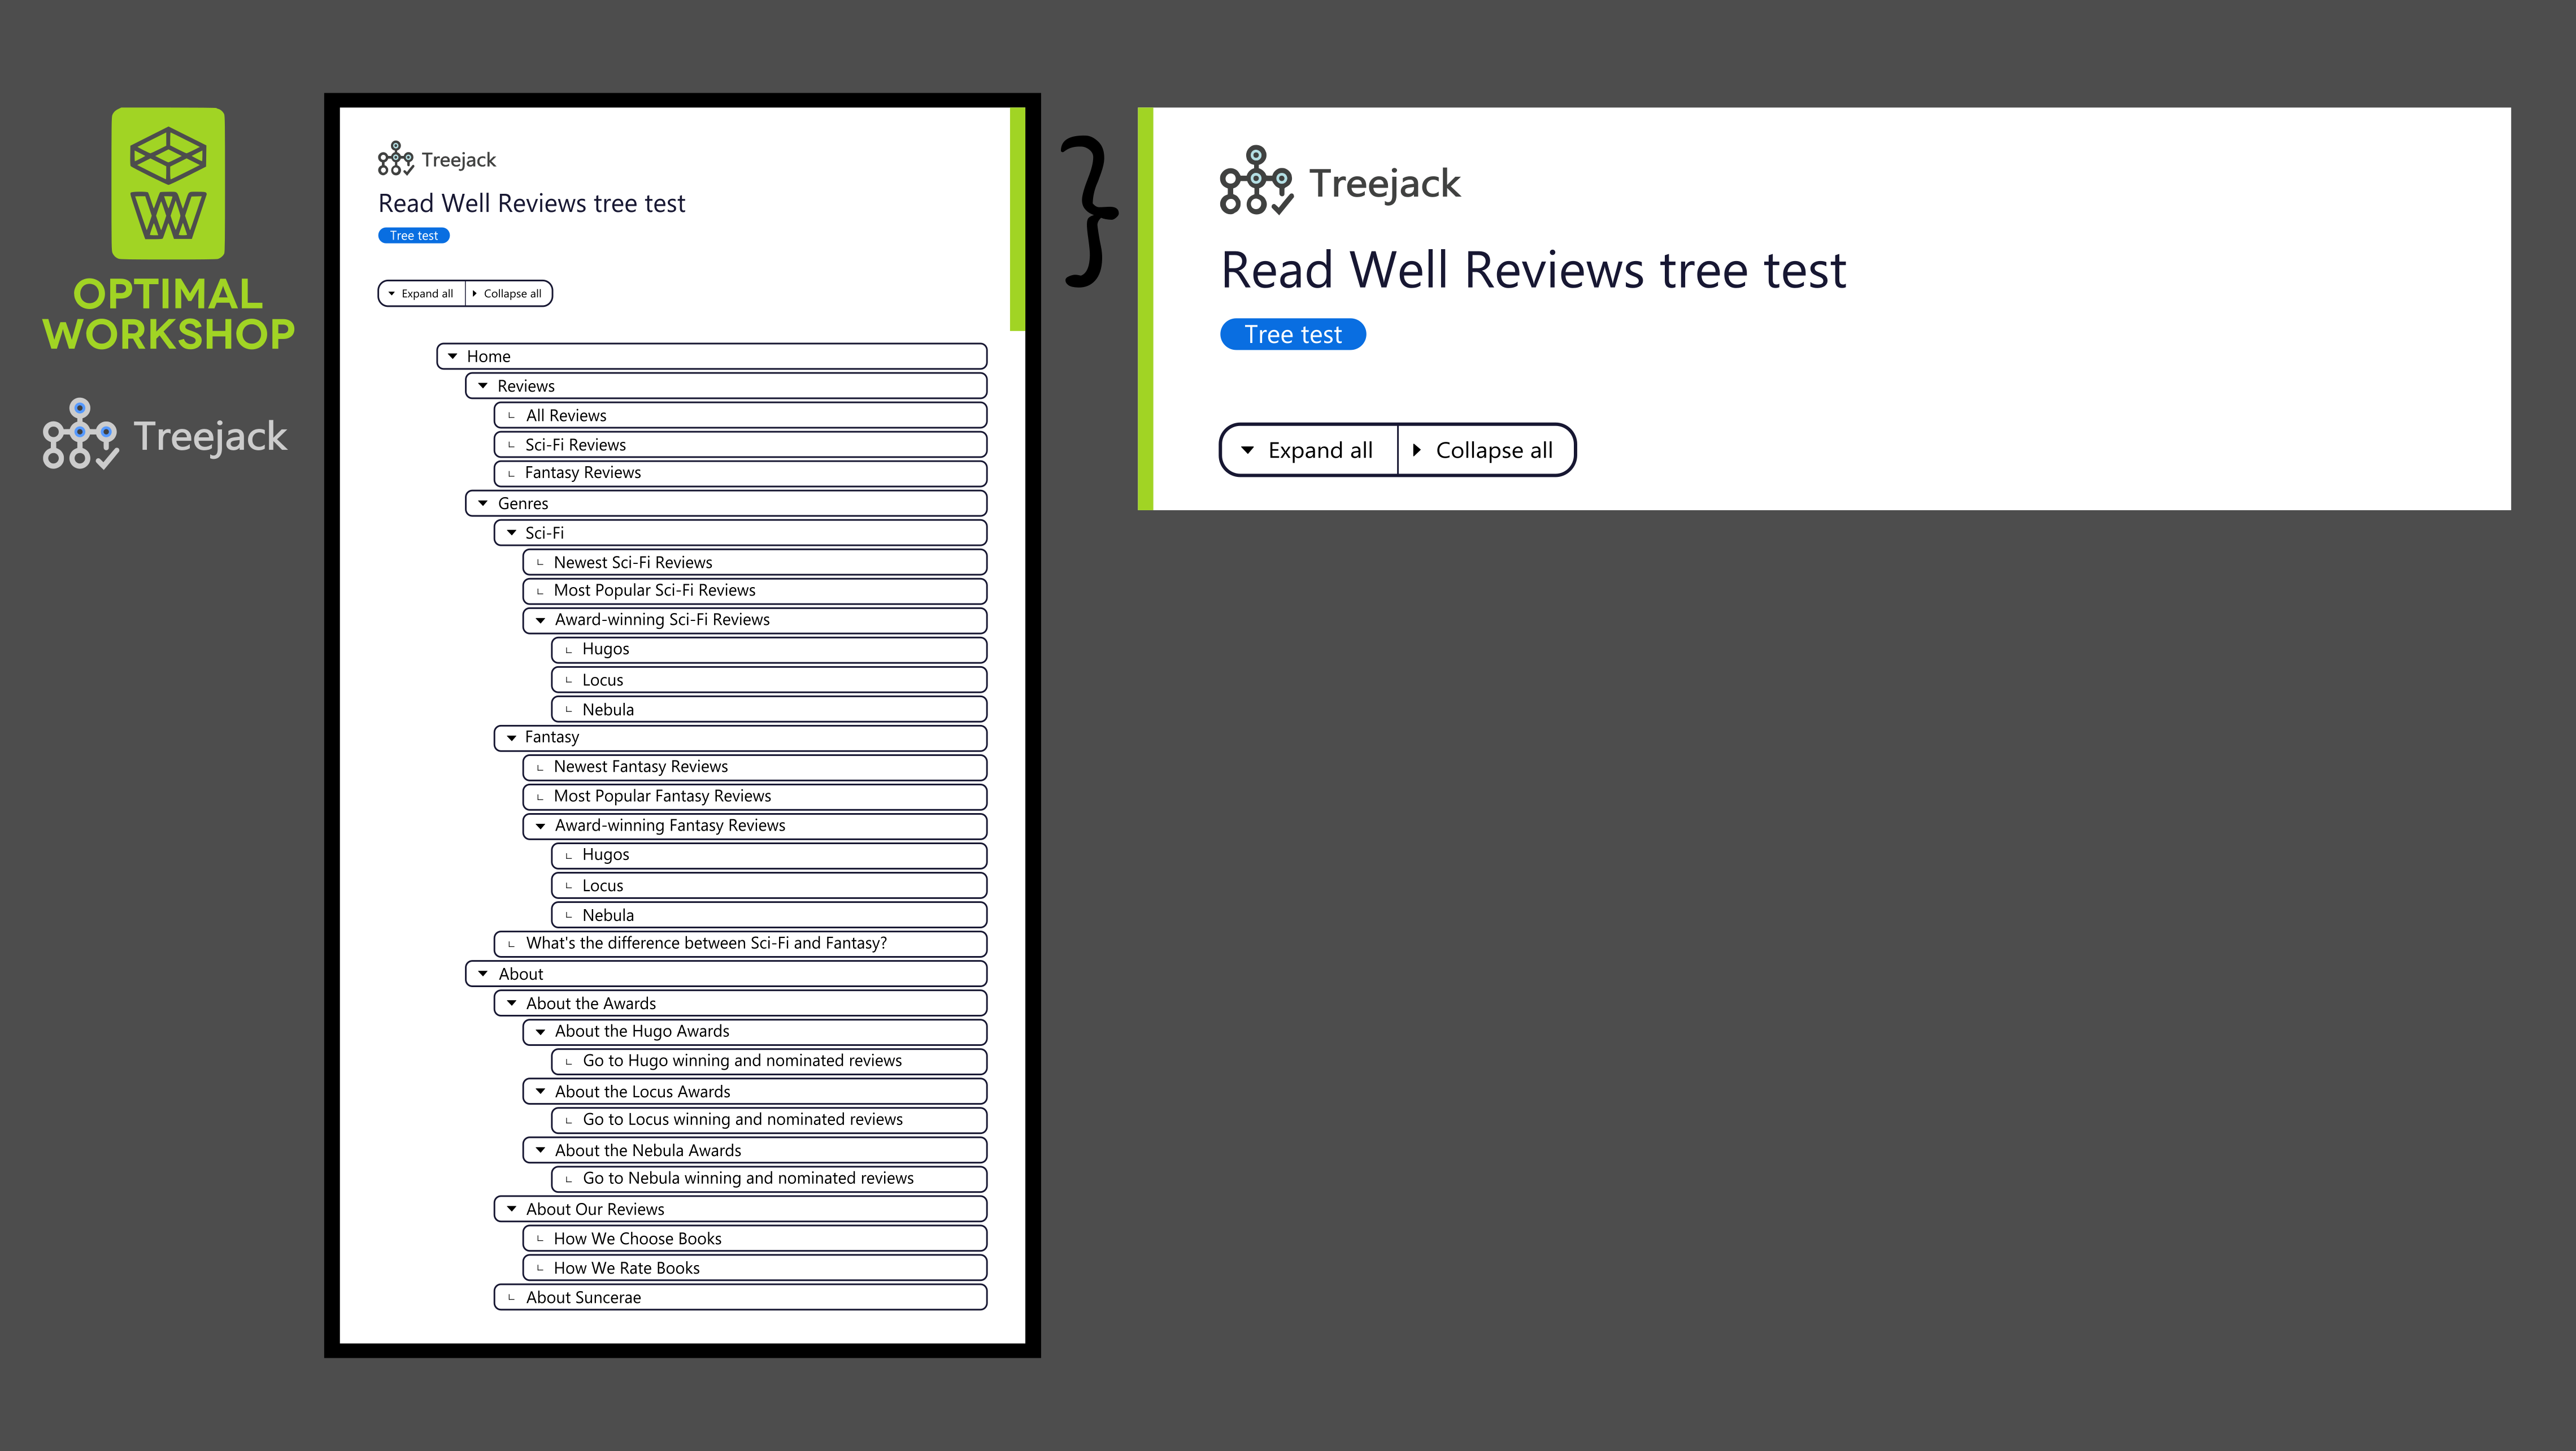 OPTIMAL
WORKSHOP
Treejack
Treejack
Read Well Reviews tree test
Tree test
Expand all Collapse all
Home
Reviews
All Reviews
Sci-Fi Reviews
Fantasy Reviews
Genres
Sci-Fi
Newest Sci-Fi Reviews
Most Popular Sci-Fi Reviews
Award-winning Sci-Fi Reviews
Hugos
Locus
Nebula
Fantasy
Newest Fantasy Reviews
Most Popular Fantasy Reviews
Award-winning Fantasy Reviews
Hugos
Locus
Nebula
What's the difference between Sci-Fi and Fantasy?
About
About the Awards
About the Hugo Awards
Go to Hugo winning and nominated reviews
About the Locus Awards
Go to Locus winning and nominated reviews
About the Nebula Awards
Go to Nebula winning and nominated reviews
About Our Reviews
How We Choose Books
How We Rate Books
About Suncerae
Treejack
Read Well Reviews tree test
Tree test
Expand all Collapse all